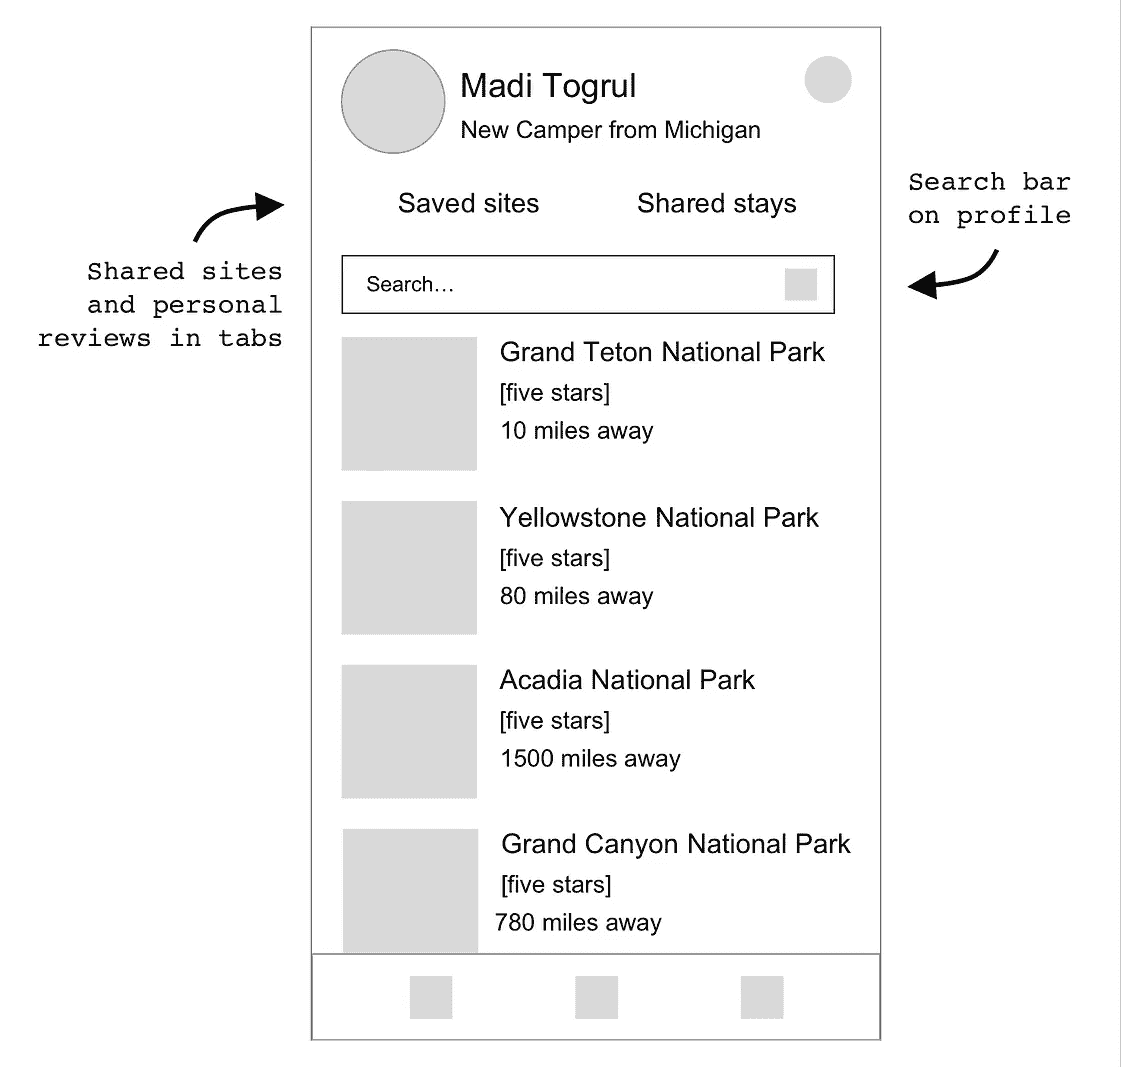 Madi Togrul
New Camper from Michigan
Saved sites
Shared stays
Search bar
on profile
Shared sites
and personal
reviews in tabs
Search...
Grand Teton National Park
[five stars]
10 miles away
Yellowstone National Park
[five stars]
80 miles away
Acadia National Park
[five stars]
1500 miles away
Grand Canyon National Park
[five stars]
780 miles away